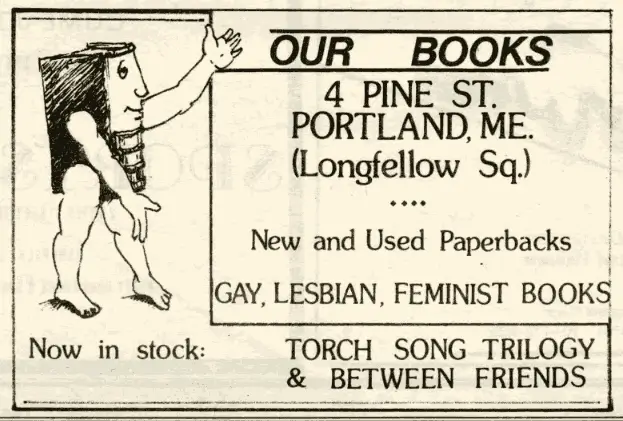 OUR BOOKS
4 PINE ST.
PORTLAND, ME.
(Longfellow Sq.)
....
New and Used Paperbacks
GAY, LESBIAN, FEMINIST BOOKS
Now in stock: TORCH SONG TRILOGY
& BETWEEN FRIENDS